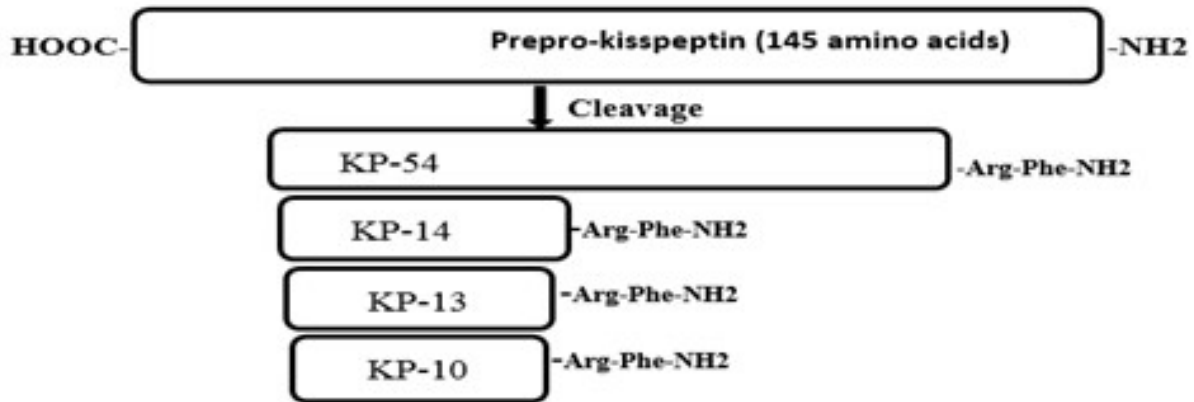 HOOC- Prepro-kisspeptin (145 amino acids) -NH2
Cleavage
KP-54 -Arg-Phe-NH2
KP-14 -Arg-Phe-NH2
KP-13 -Arg-Phe-NH2
KP-10 -Arg-Phe-NH2